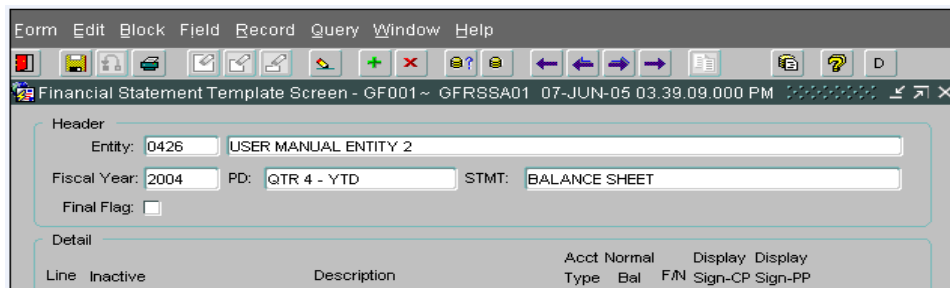 Form Edit Block Field Record Query Window Help
D
Financial Statement Template Screen - GF001~ GFRSSA01 07-JUN-05 03.39.09.000 PM
Header
Entity: 0426 USER MANUAL ENTITY 2
Fiscal Year: 2004 PD: QTR 4 - YTD STMT: BALANCE SHEET
Final Flag:
Detail
Acct Normal Display Display
Line Inactive Description Type Bal F/N Sign-CP Sign-PP